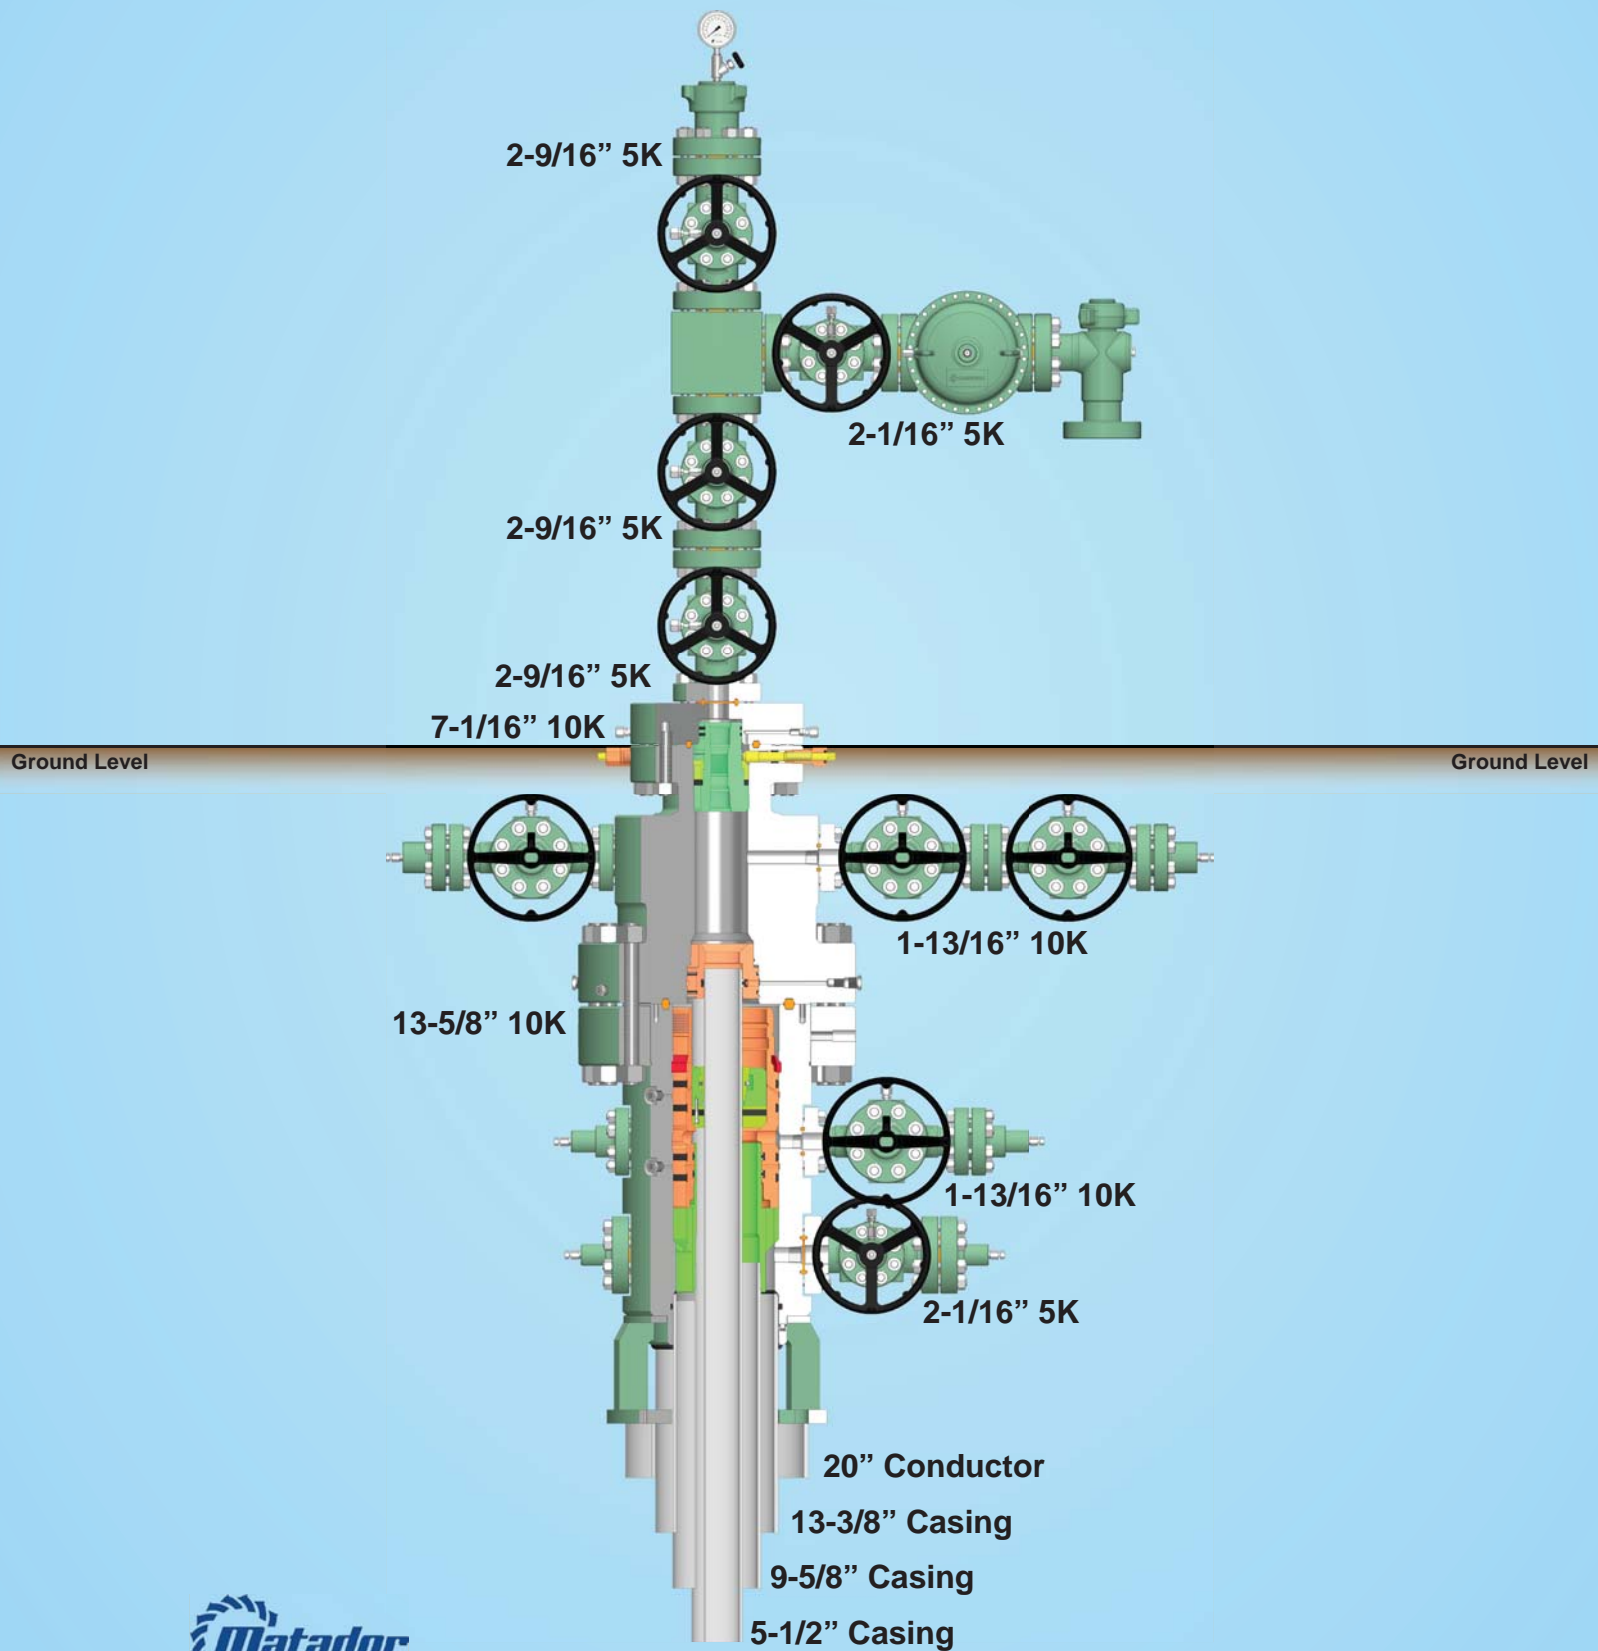 2-9/16” 5K
2-1/16” 5K
2-9/16” 5K
2-9/16” 5K
7-1/16” 10K
Ground Level
Ground Level
1-13/16” 10K
13-5/8” 10K
1-13/16” 10K
2-1/16” 5K
20” Conductor
13-3/8” Casing
9-5/8” Casing
5-1/2” Casing
Matador